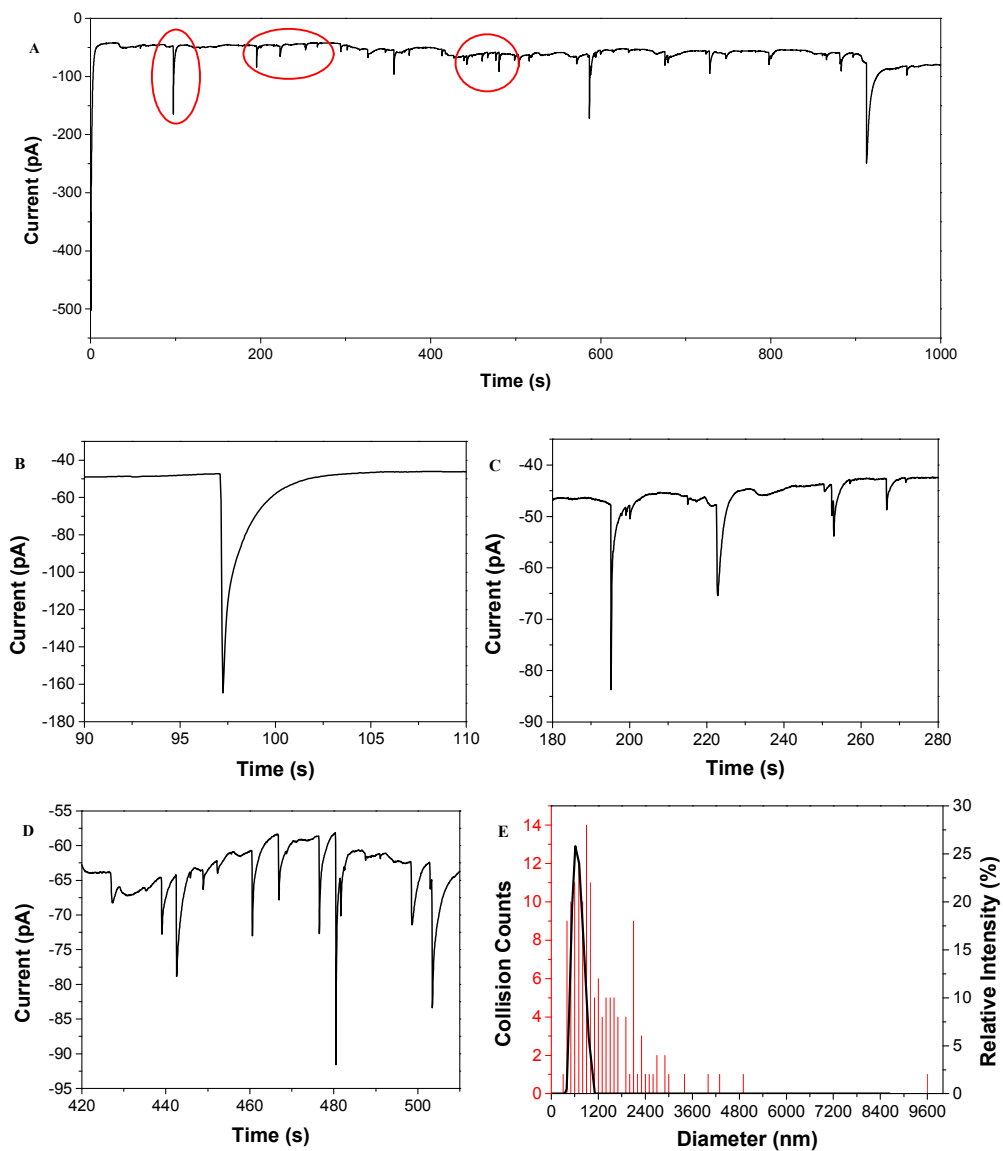 A
0
-100
-200
-300
-400
-500
Current (pA)
0 200 400 600 800 1000
Time (s)
B
-40
-60
-80
-100
-120
-140
-160
-180
Current (pA)
90 95 100 105 110
Time (s)
C
-40
-50
-60
-70
-80
-90
Current (pA)
180 200 220 240 260 280
Time (s)
D
-55
-60
-65
-70
-75
-80
-85
-90
-95
Current (pA)
420 440 460 480 500
Time (s)
E
14
12
10
8
6
4
2
0
Collision Counts
30
25
20
15
10
5
0
Relative Intensity (%)
0 1200 2400 3600 4800 6000 7200 8400 9600
Diameter (nm)